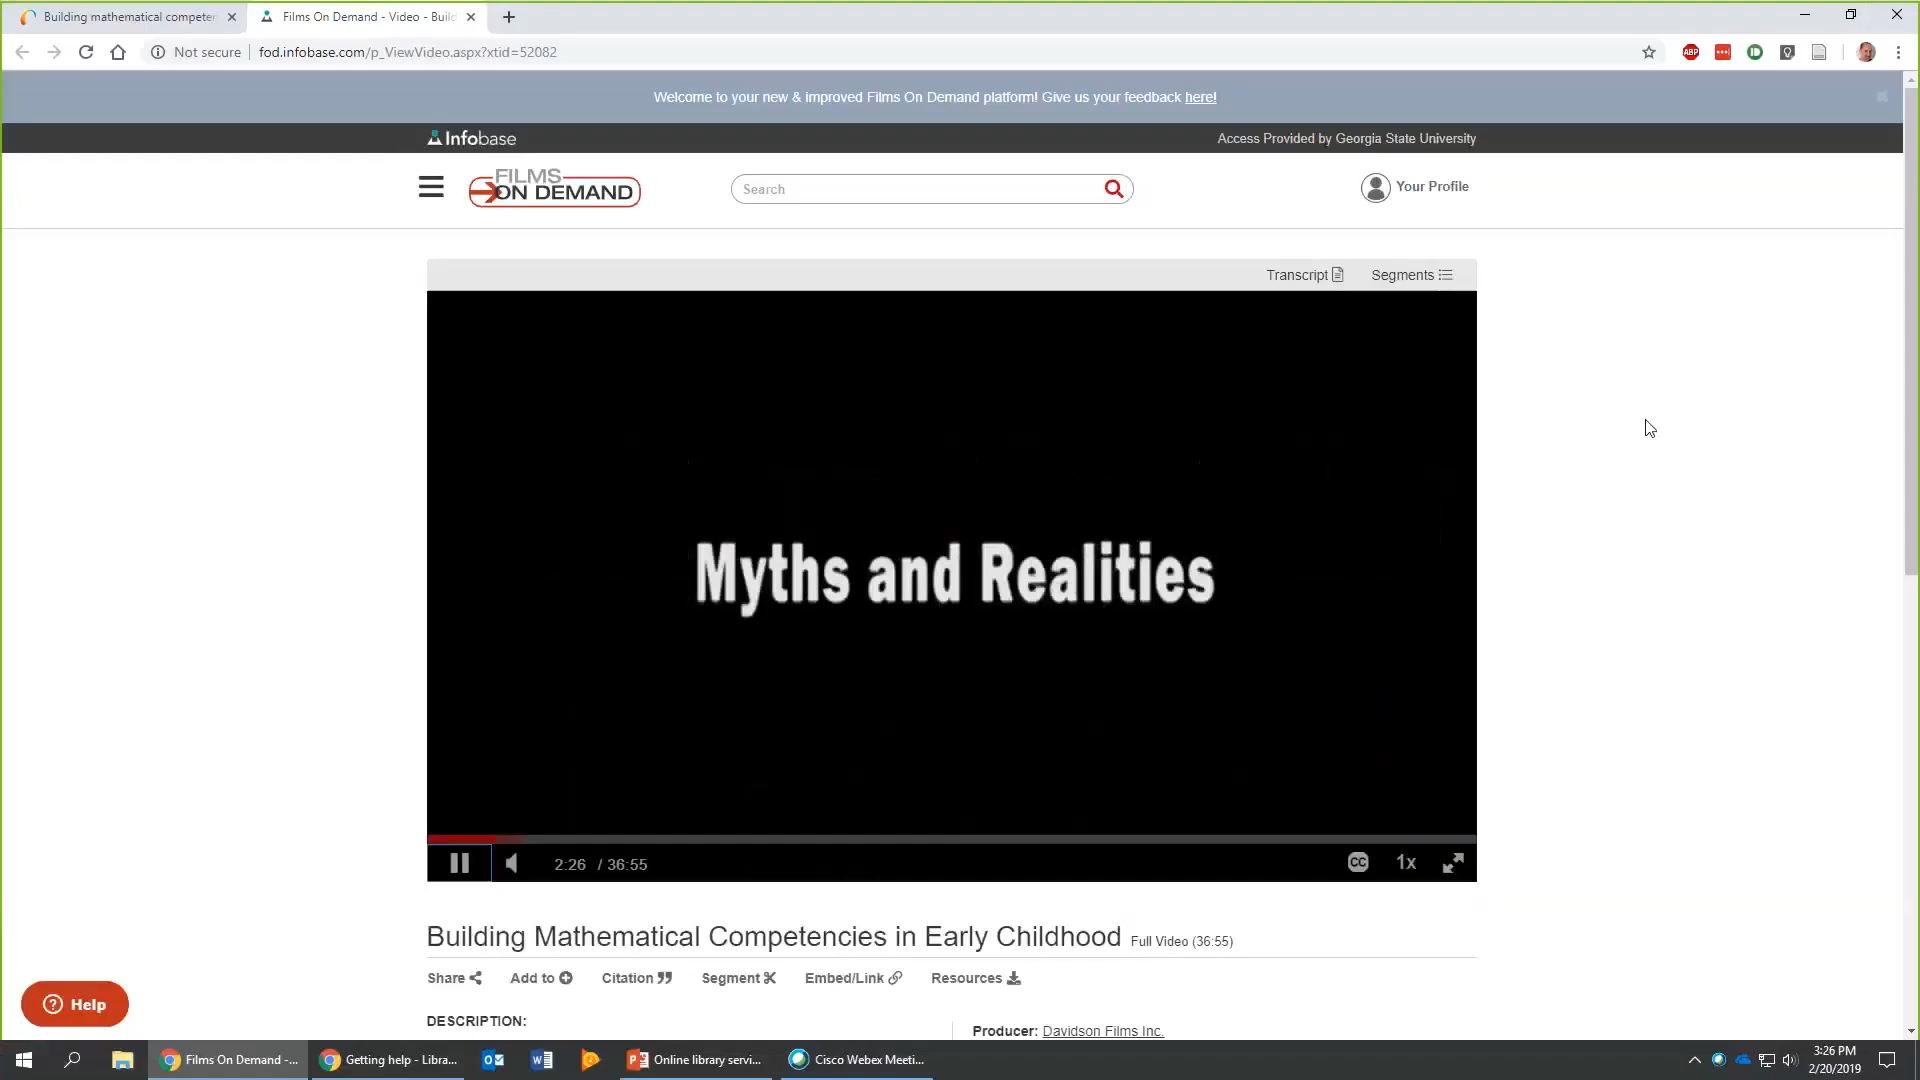 Building mathematical competen
Films On Demand - Video - Build
Not secure
fod.infobase.com/p_ViewVideo.aspx?xtid=52082
ABP
Welcome to your new & improved Films On Demand platform! Give us your feedback here!
Infobase
Access Provided by Georgia State University
FILMS
ON DEMAND
Search
Your Profile
Transcript
Segments
Myths and Realities
2:26 / 36:55
CC
1x
Building Mathematical Competencies in Early Childhood Full Video (36:55)
Share
Add to
Citation
Segment
Embed/Link
Resources
Help
DESCRIPTION:
Producer: Davidson Films Inc.
Films On Demand -...
Getting help - Libra...
Online library servi...
Cisco Webex Meeti...
3:26 PM
2/20/2019